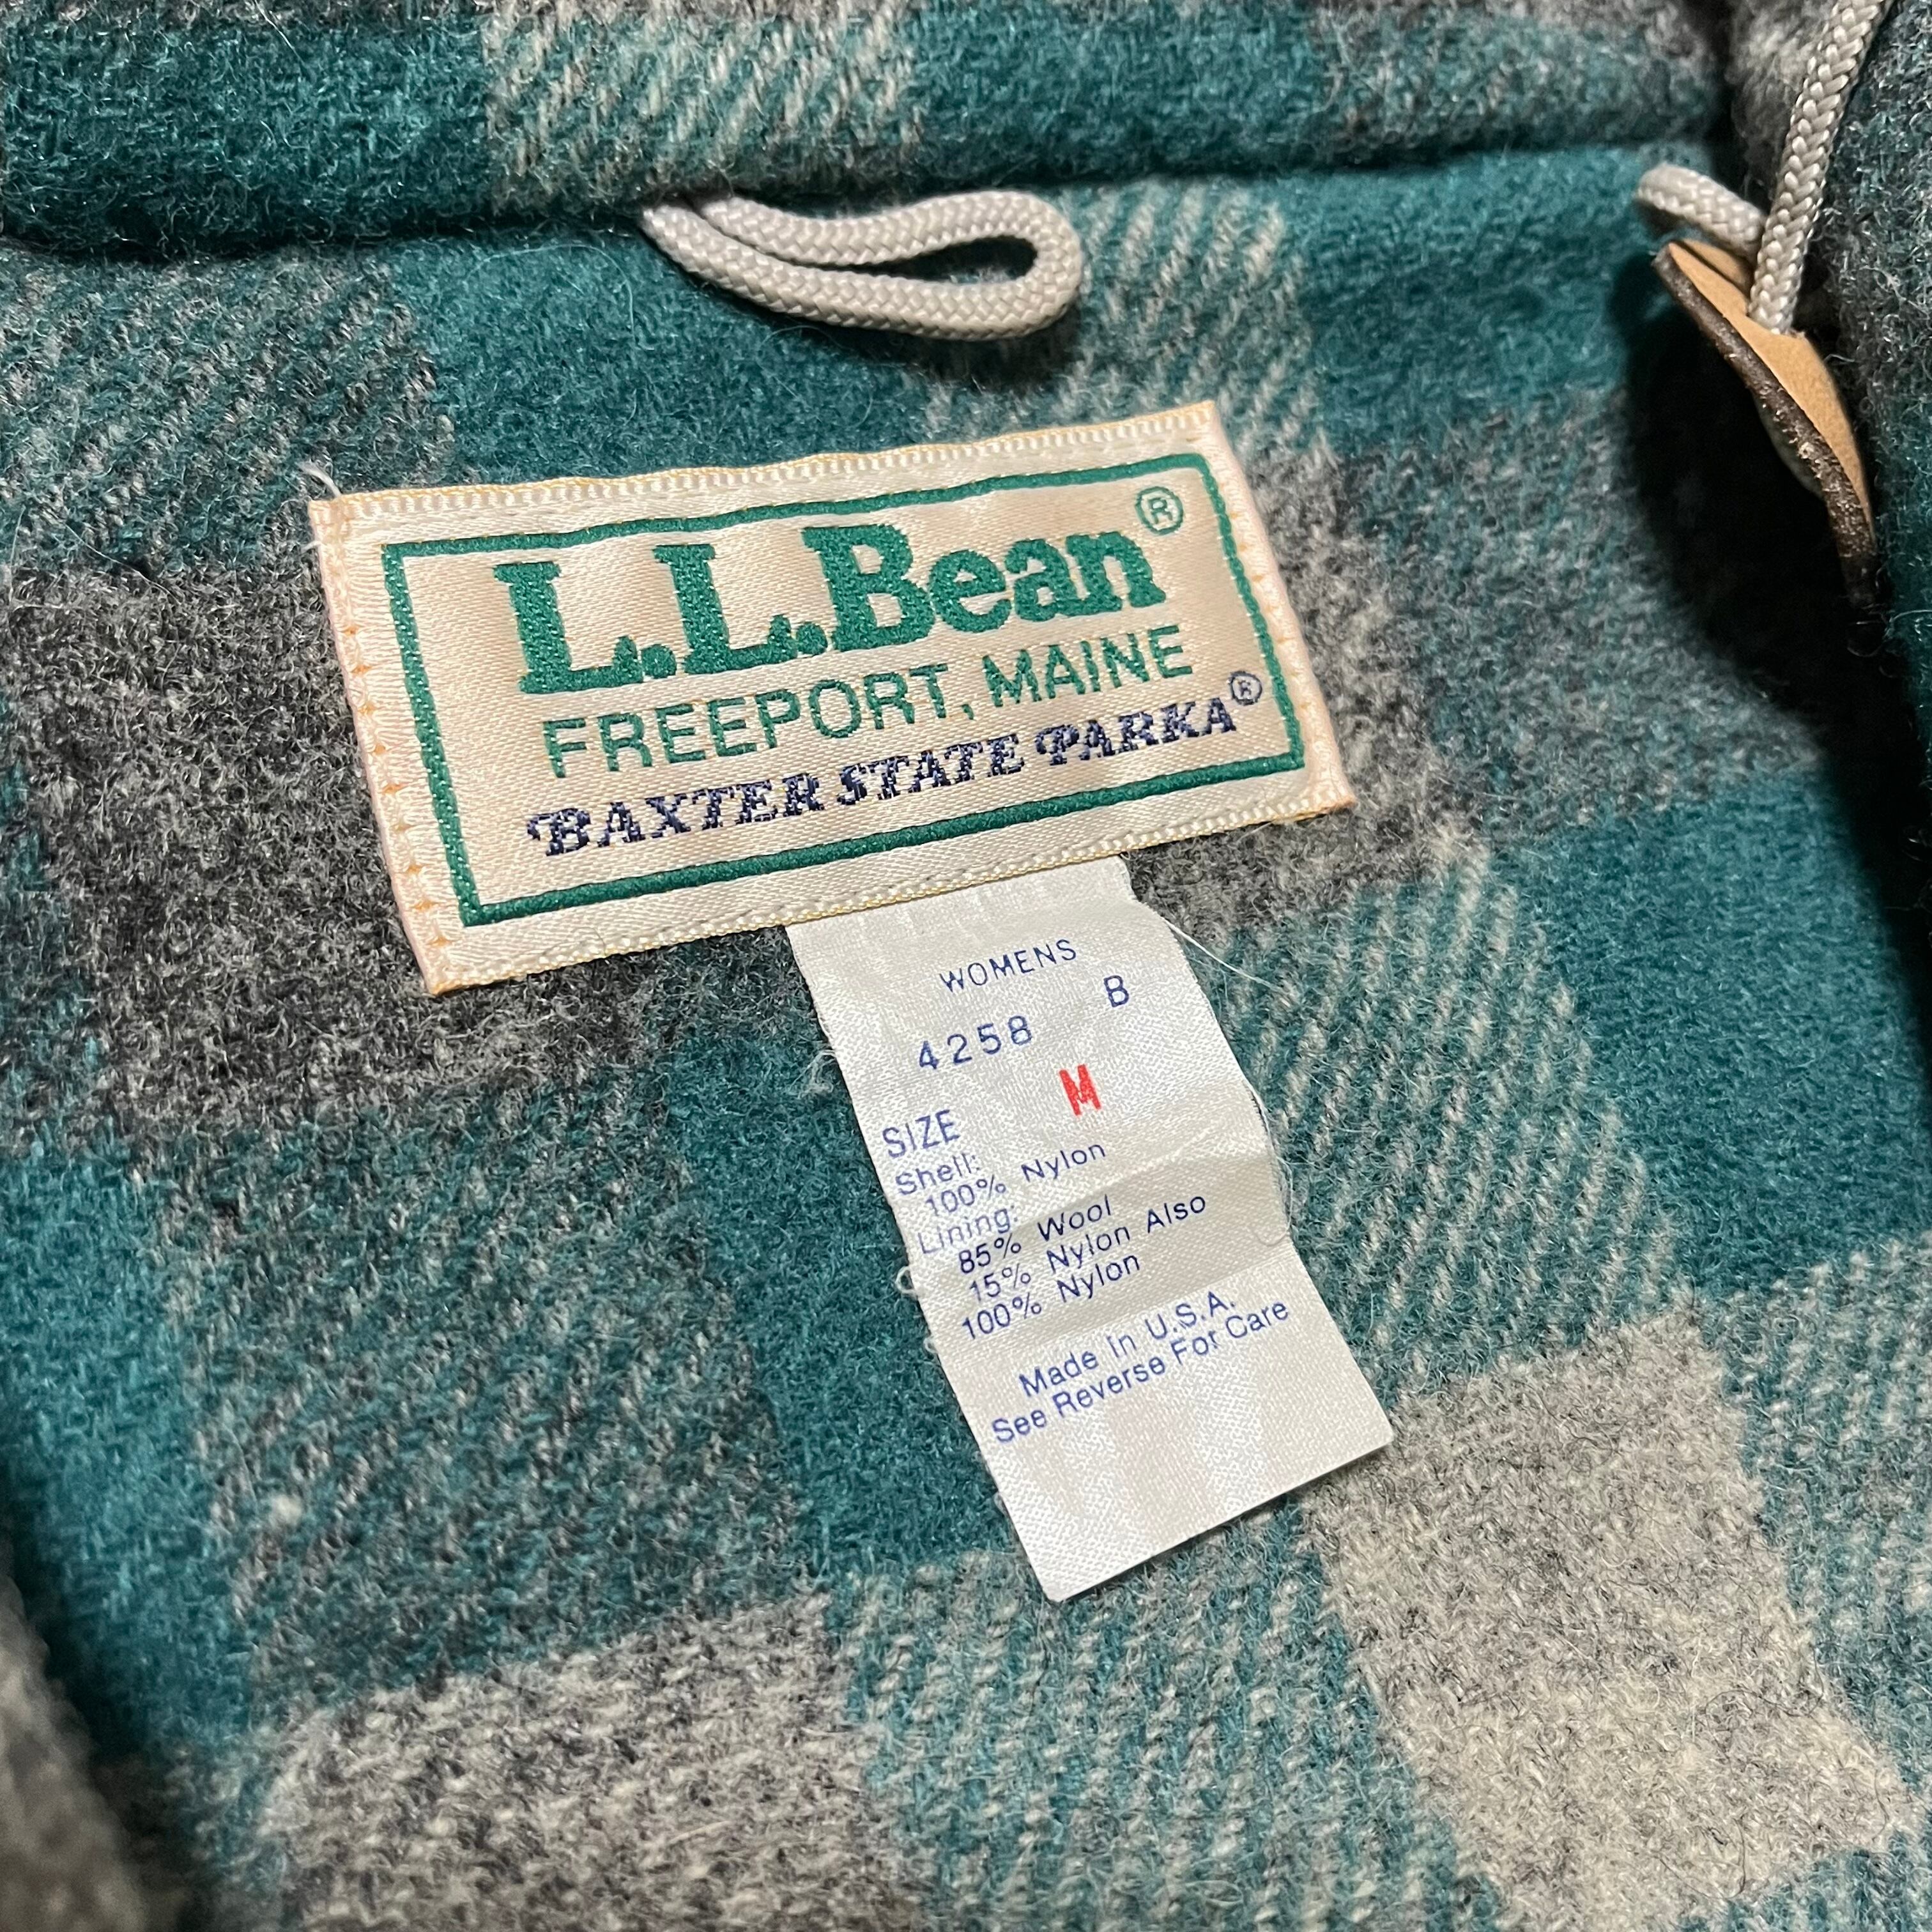 L.L.Bean®
FREEPORT, MAINE
BAXTER STATE PARKA®
WOMENS
4258 B
SIZE M
Shell:
100% Nylon
Lining:
85% Wool
15% Nylon Also
100% Nylon
Made In U.S.A.
See Reverse For Care